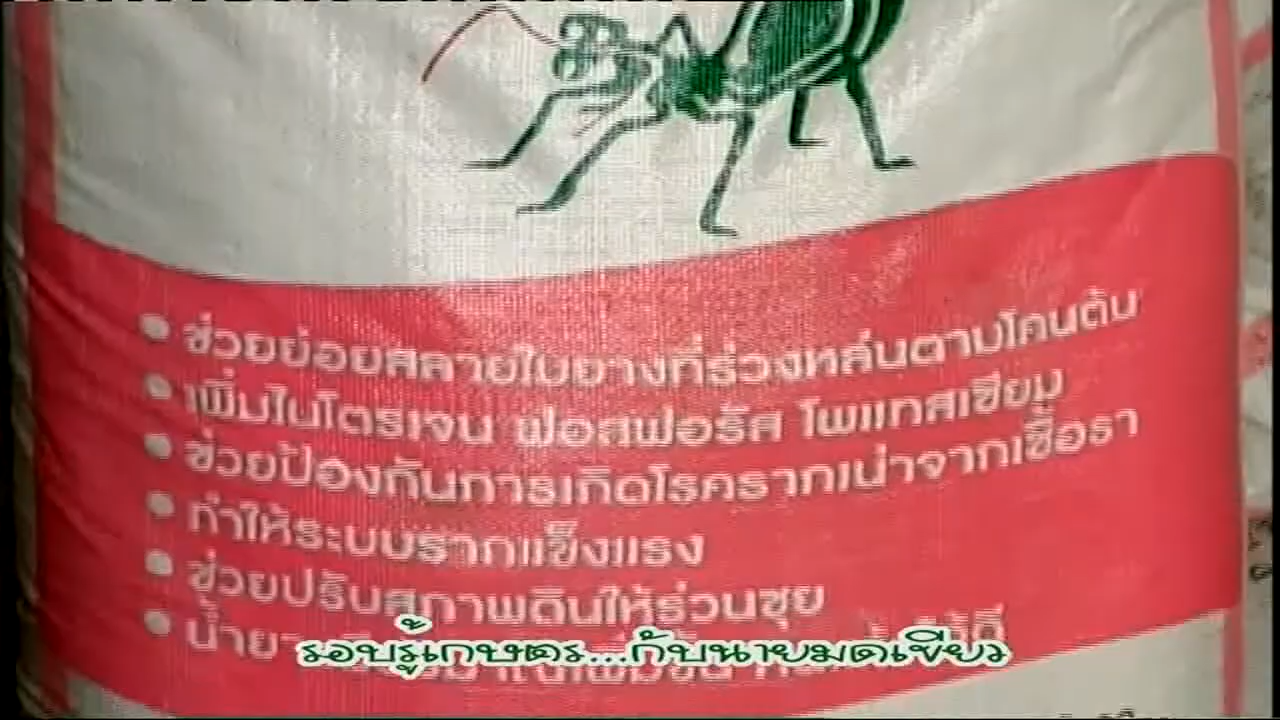 • ช่วยย่อยสลายใบยางที่ร่วงหล่นตามโคนต้น
• เพิ่มไนโตรเจน ฟอสฟอรัส โพแทสเซียม
• ช่วยป้องกันการเกิดโรครากเน่าจากเชื้อรา
• ทำให้ระบบรากแข็งแรง
• ช่วยปรับสภาพดินให้ร่วนซุย
• น้ำยา
รอบรู้เกษตร...กับนายมดเขียว